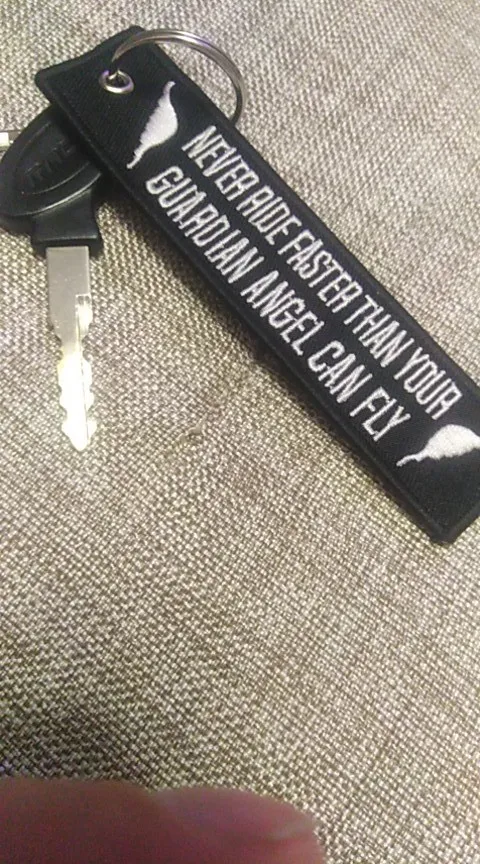 NEVER RIDE FASTER THAN YOUR
GUARDIAN ANGEL CAN FLY